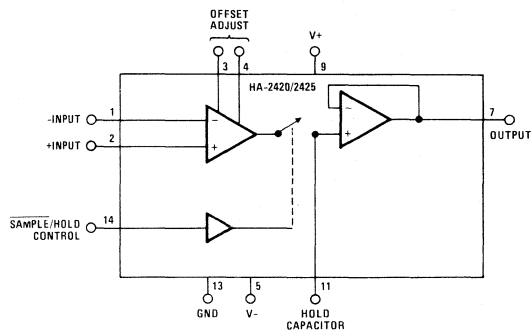 OFFSET
ADJUST
V+
3 4 9
HA-2420/2425
-INPUT 1
− −
7
+INPUT 2
+ +
OUTPUT
SAMPLE/HOLD 14
CONTROL
13 5 11
GND V- HOLD
CAPACITOR